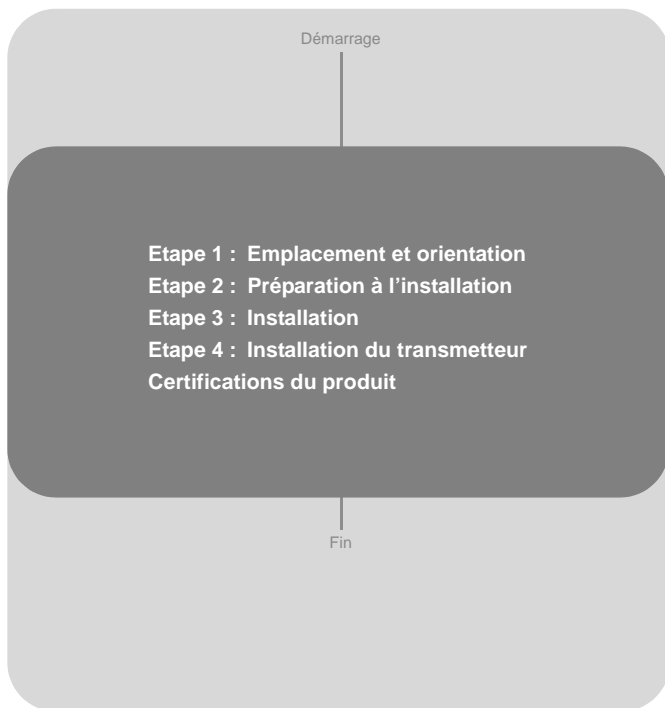 Démarrage
Etape 1 : Emplacement et orientation
Etape 2 : Préparation à l’installation
Etape 3 : Installation
Etape 4 : Installation du transmetteur
Certifications du produit
Fin